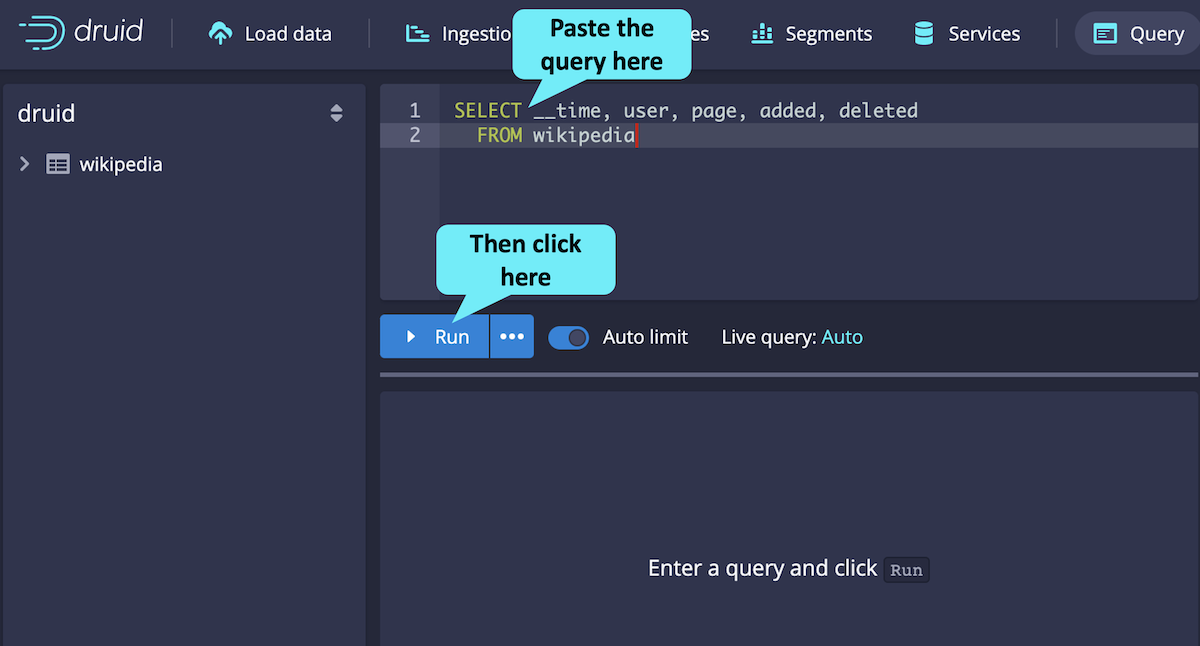 druid
Load data
Ingestio
es
Segments
Services
Query
Paste the
query here
druid
wikipedia
1 SELECT __time, user, page, added, deleted
2 FROM wikipedia
Then click
here
Run
Auto limit
Live query: Auto
Enter a query and click Run